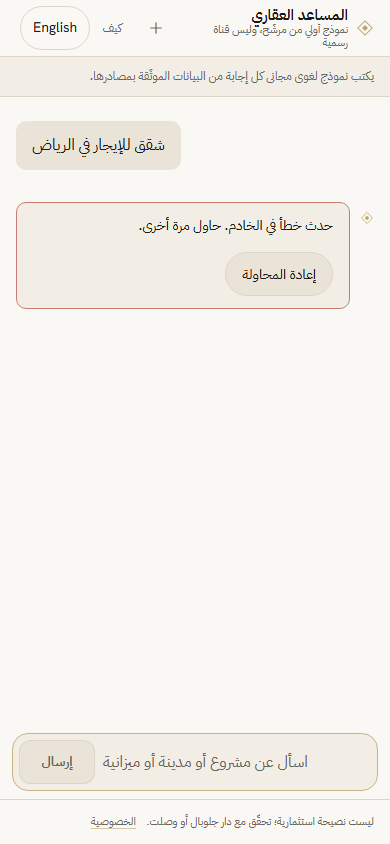 المساعد العقاري
نموذج أولي من مرشّح، وليس قناة
رسمية
+
كيف
English
يكتب نموذج لغوي مجاني كل إجابة من البيانات الموثّقة بمصادرها.
شقق للإيجار في الرياض
حدث خطأ في الخادم. حاول مرة أخرى.
إعادة المحاولة
اسأل عن مشروع أو مدينة أو ميزانية
إرسال
ليست نصيحة استثمارية؛ تحقّق مع دار جلوبال أو وصلت. الخصوصية